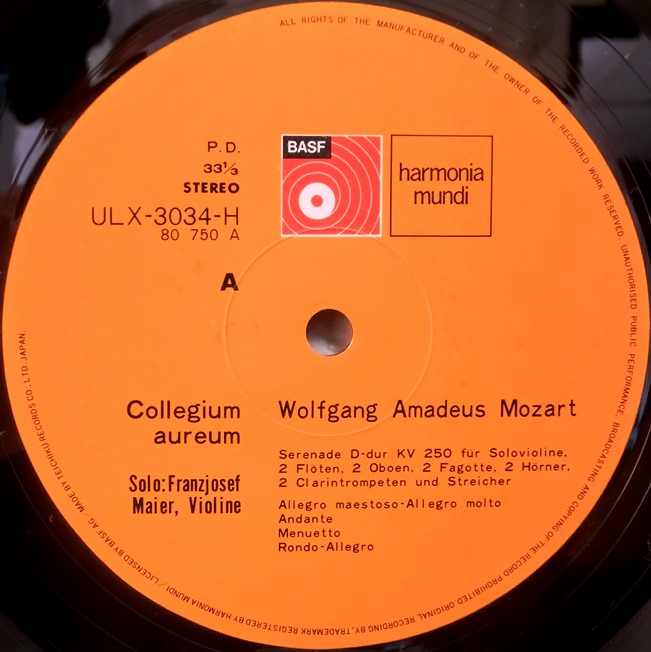 ALL RIGHTS OF THE MANUFACTURER AND OF THE OWNER OF THE RECORDED WORK RESERVED. UNAUTHORISED PUBLIC PERFORMANCE, BROADCASTING AND COPYING OF THE RECORD PROHIBITED ORIGINAL RECORDING BY, TRADEMARK REGISTERED BY HARMONIA MUNDI / LICENSED BY BASF AG / MADE BY TEICHIKU RECORDS CO., LTD. JAPAN.
P.D.
33⅓
STEREO
ULX-3034-H
80 750 A
BASF
harmonia
mundi
A
Collegium
aureum
Solo:Franzjosef
Maier, Violine
Wolfgang Amadeus Mozart
Serenade D-dur KV 250 für Solovioline,
2 Flöten, 2 Oboen, 2 Fagotte, 2 Hörner,
2 Clarintrompeten und Streicher
Allegro maestoso-Allegro molto
Andante
Menuetto
Rondo-Allegro